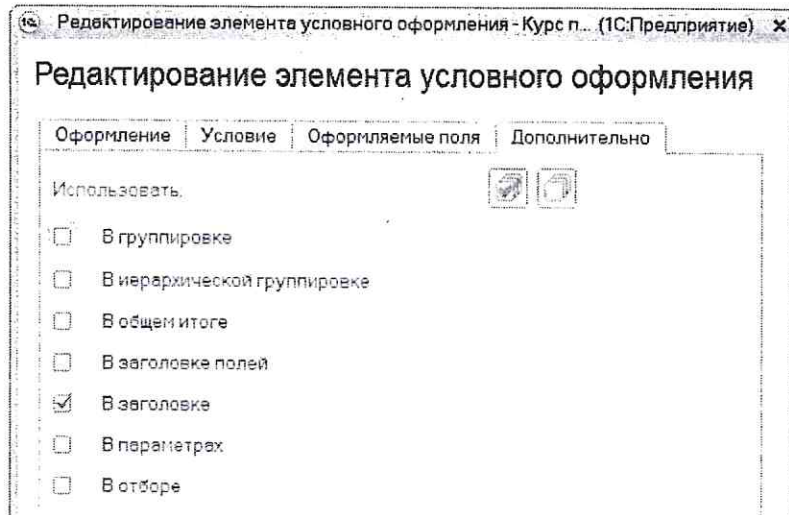 Редактирование элемента условного оформления - Курс п... (1С:Предприятие)
Редактирование элемента условного оформления
Оформление Условие Оформляемые поля Дополнительно
Использовать:
В группировке
В иерархической группировке
В общем итоге
В заголовке полей
В заголовке
В параметрах
В отборе